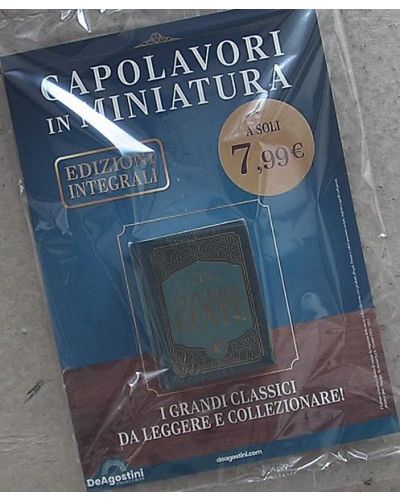 CAPOLAVORI
IN MINIATURA
EDIZIONI
INTEGRALI
A SOLI
7,99€
I GRANDI CLASSICI
DA LEGGERE E COLLEZIONARE!
DeAgostini
deagostini.com